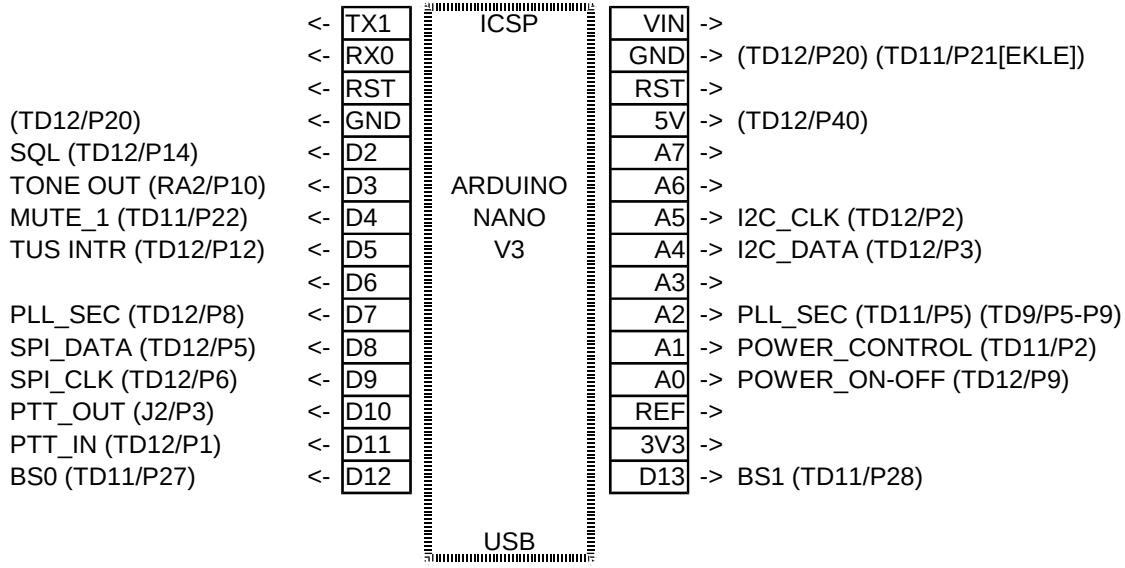 <- TX1 ICSP VIN ->
<- RX0 GND -> (TD12/P20) (TD11/P21[EKLE])
<- RST RST ->
(TD12/P20) <- GND 5V -> (TD12/P40)
SQL (TD12/P14) <- D2 A7 ->
TONE OUT (RA2/P10) <- D3 ARDUINO A6 ->
MUTE_1 (TD11/P22) <- D4 NANO A5 -> I2C_CLK (TD12/P2)
TUS INTR (TD12/P12) <- D5 V3 A4 -> I2C_DATA (TD12/P3)
<- D6 A3 ->
PLL_SEC (TD12/P8) <- D7 A2 -> PLL_SEC (TD11/P5) (TD9/P5-P9)
SPI_DATA (TD12/P5) <- D8 A1 -> POWER_CONTROL (TD11/P2)
SPI_CLK (TD12/P6) <- D9 A0 -> POWER_ON-OFF (TD12/P9)
PTT_OUT (J2/P3) <- D10 REF ->
PTT_IN (TD12/P1) <- D11 3V3 ->
BS0 (TD11/P27) <- D12 D13 -> BS1 (TD11/P28)
USB